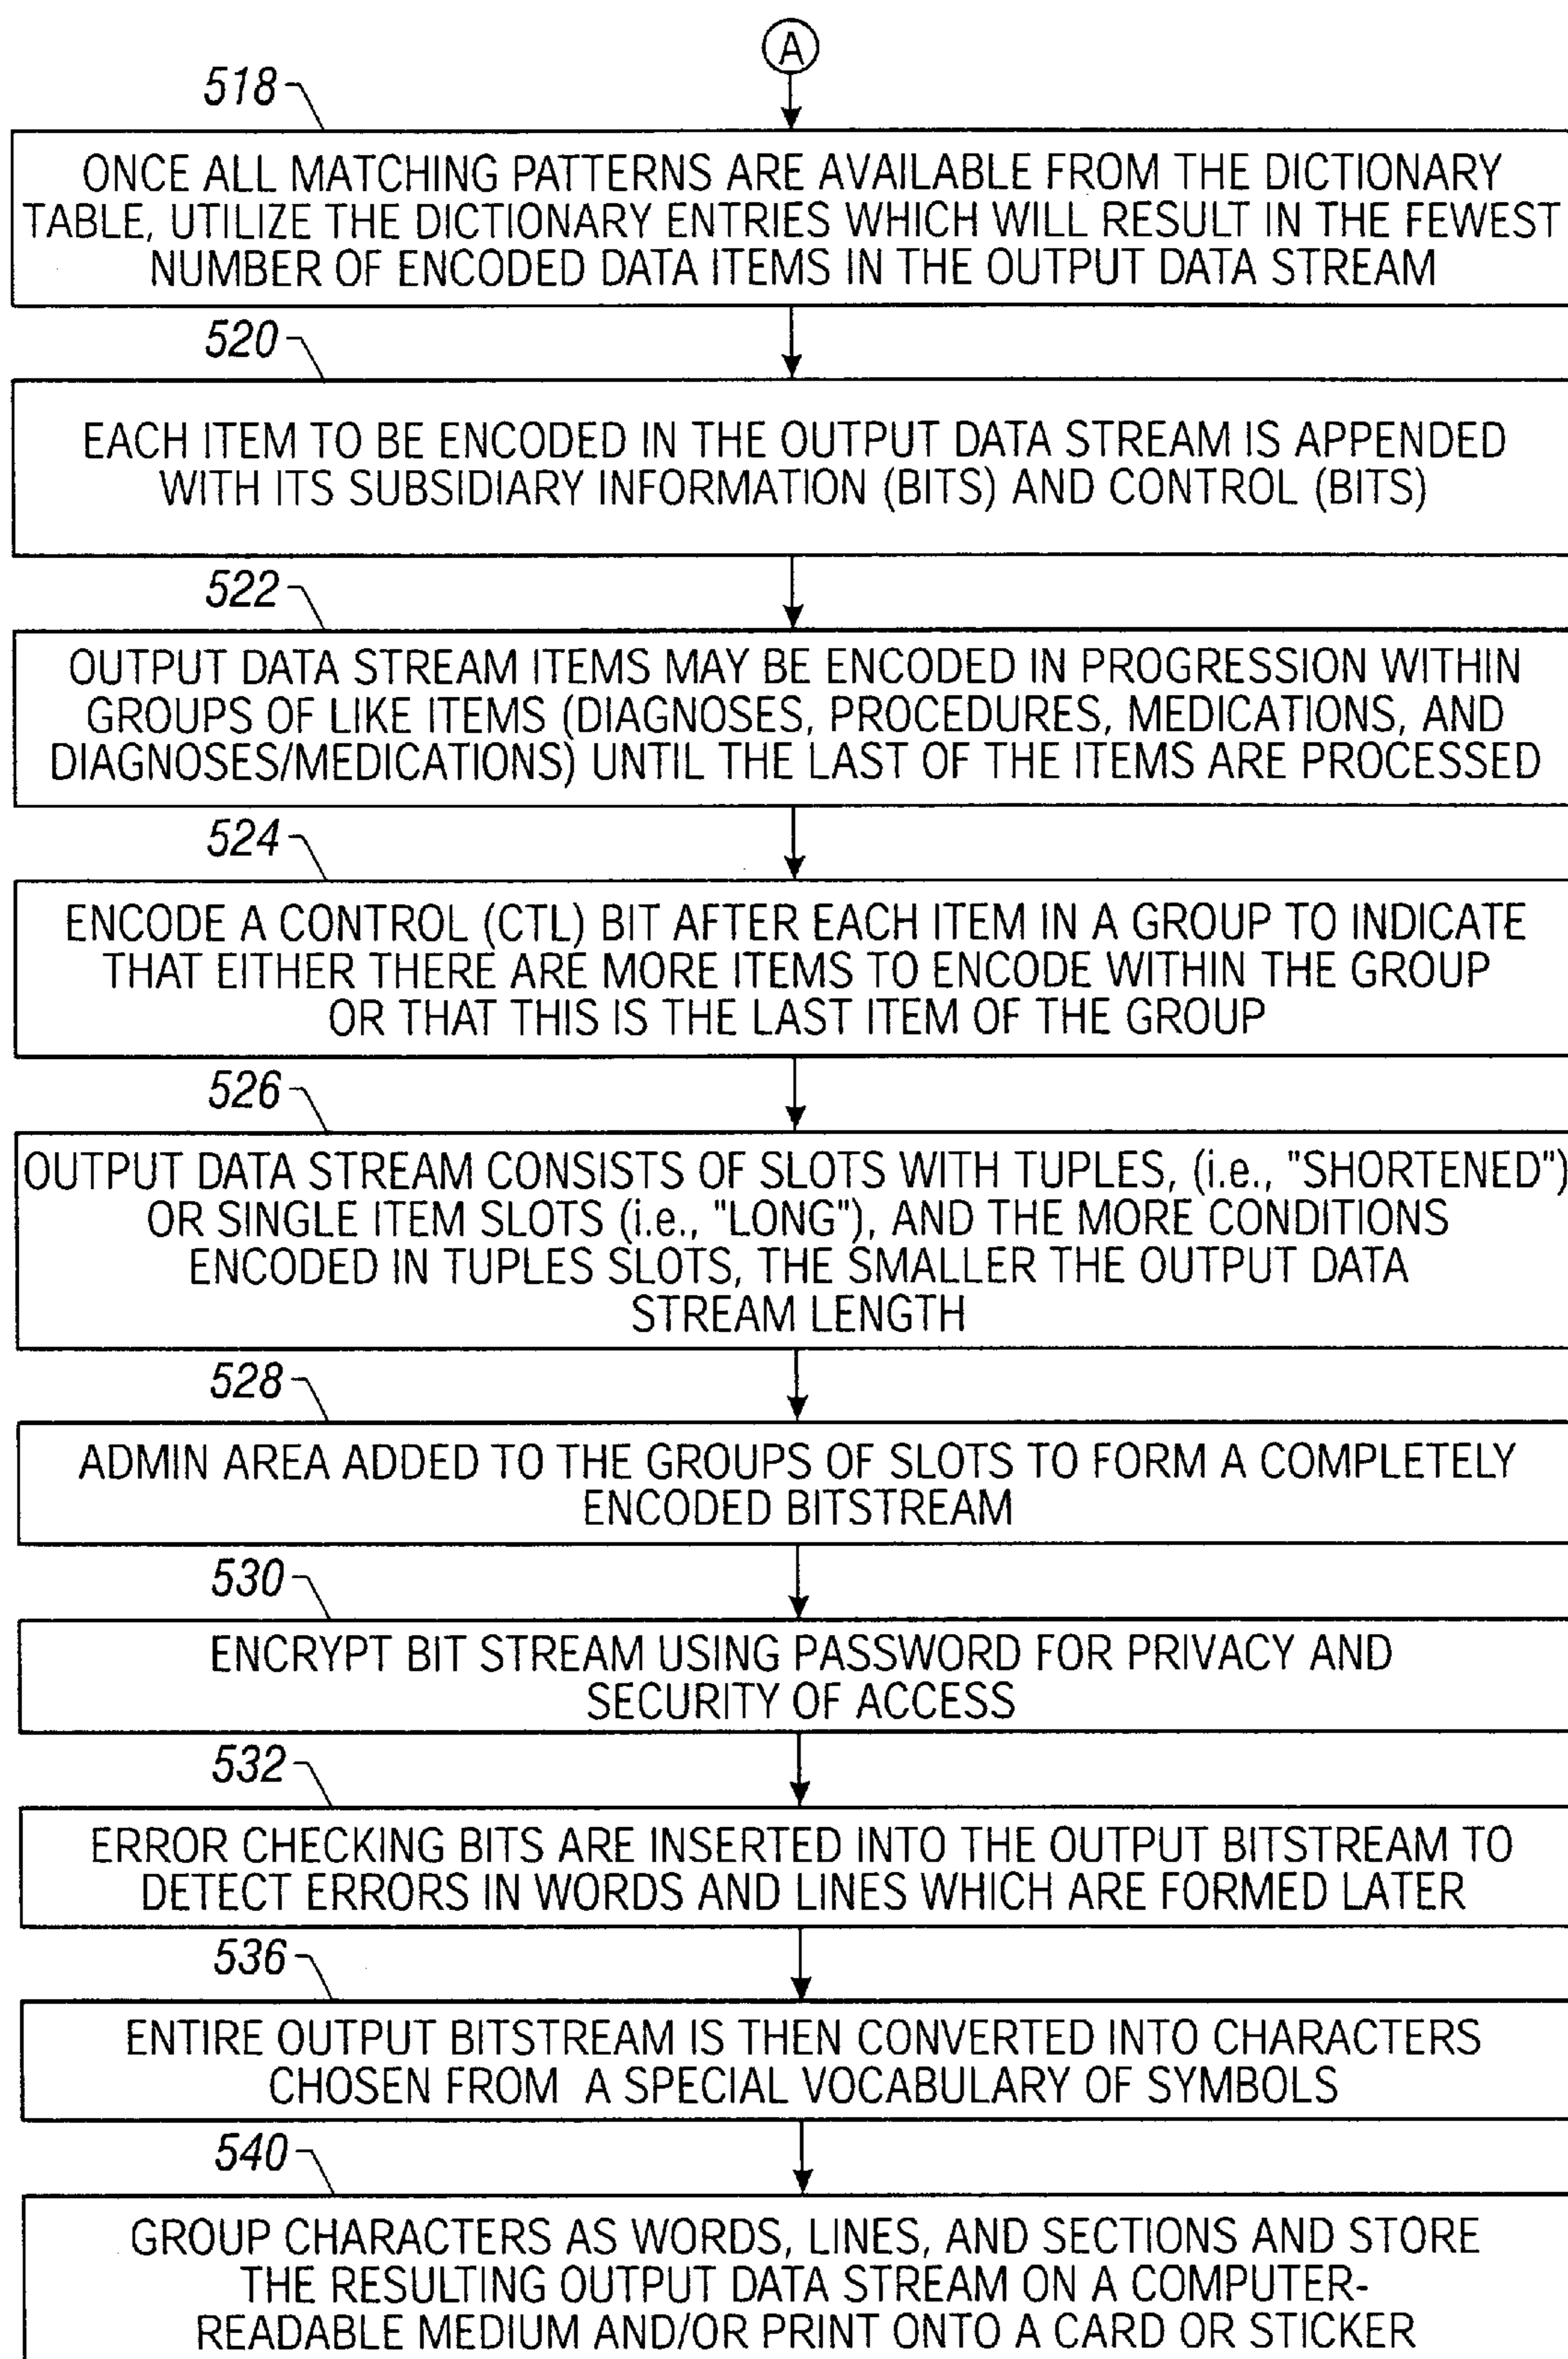 A
518
ONCE ALL MATCHING PATTERNS ARE AVAILABLE FROM THE DICTIONARY
TABLE, UTILIZE THE DICTIONARY ENTRIES WHICH WILL RESULT IN THE FEWEST
NUMBER OF ENCODED DATA ITEMS IN THE OUTPUT DATA STREAM
520
EACH ITEM TO BE ENCODED IN THE OUTPUT DATA STREAM IS APPENDED
WITH ITS SUBSIDIARY INFORMATION (BITS) AND CONTROL (BITS)
522
OUTPUT DATA STREAM ITEMS MAY BE ENCODED IN PROGRESSION WITHIN
GROUPS OF LIKE ITEMS (DIAGNOSES, PROCEDURES, MEDICATIONS, AND
DIAGNOSES/MEDICATIONS) UNTIL THE LAST OF THE ITEMS ARE PROCESSED
524
ENCODE A CONTROL (CTL) BIT AFTER EACH ITEM IN A GROUP TO INDICATE
THAT EITHER THERE ARE MORE ITEMS TO ENCODE WITHIN THE GROUP
OR THAT THIS IS THE LAST ITEM OF THE GROUP
526
OUTPUT DATA STREAM CONSISTS OF SLOTS WITH TUPLES, (i.e., "SHORTENED")
OR SINGLE ITEM SLOTS (i.e., "LONG"), AND THE MORE CONDITIONS
ENCODED IN TUPLES SLOTS, THE SMALLER THE OUTPUT DATA
STREAM LENGTH
528
ADMIN AREA ADDED TO THE GROUPS OF SLOTS TO FORM A COMPLETELY
ENCODED BITSTREAM
530
ENCRYPT BIT STREAM USING PASSWORD FOR PRIVACY AND
SECURITY OF ACCESS
532
ERROR CHECKING BITS ARE INSERTED INTO THE OUTPUT BITSTREAM TO
DETECT ERRORS IN WORDS AND LINES WHICH ARE FORMED LATER
536
ENTIRE OUTPUT BITSTREAM IS THEN CONVERTED INTO CHARACTERS
CHOSEN FROM A SPECIAL VOCABULARY OF SYMBOLS
540
GROUP CHARACTERS AS WORDS, LINES, AND SECTIONS AND STORE
THE RESULTING OUTPUT DATA STREAM ON A COMPUTER-
READABLE MEDIUM AND/OR PRINT ONTO A CARD OR STICKER